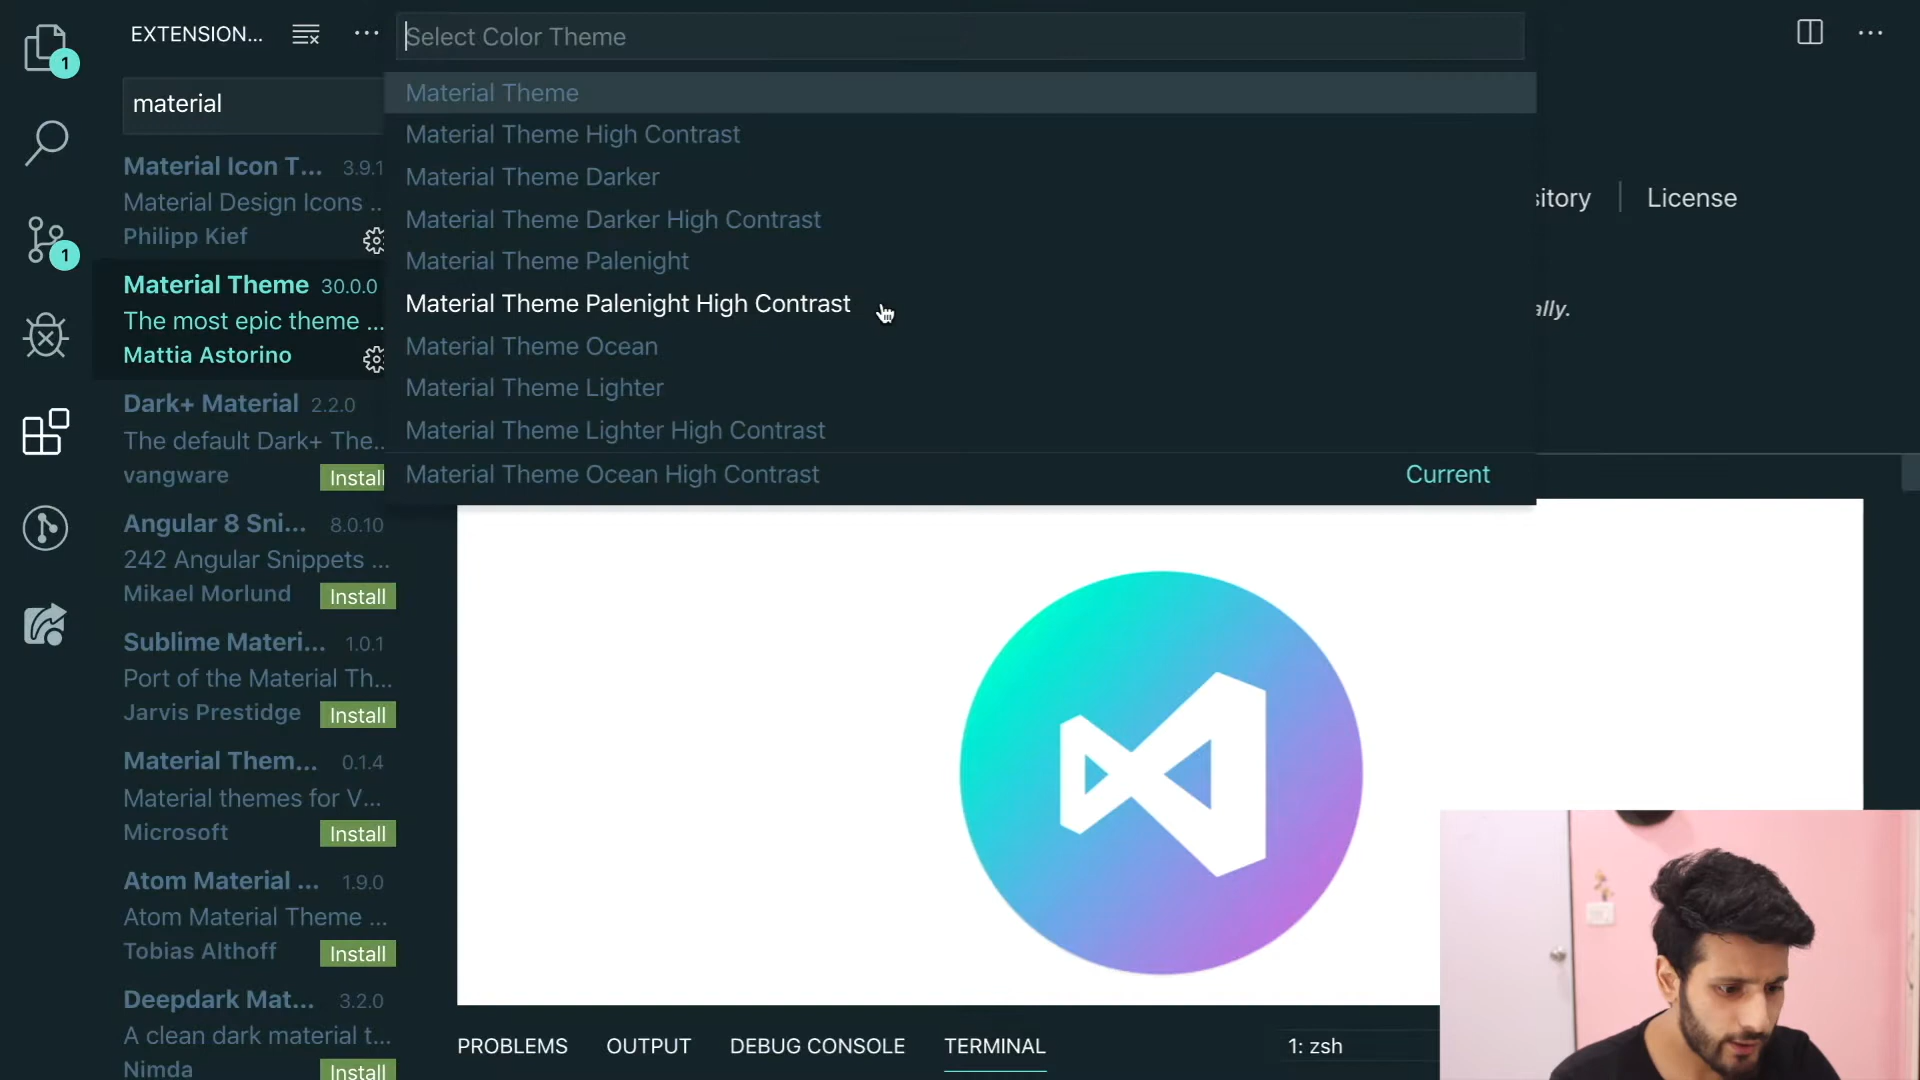 EXTENSION...
Select Color Theme
1
material
Material Theme
Material Theme High Contrast
Material Theme Darker
Material Theme Darker High Contrast
Material Theme Palenight
Material Theme Palenight High Contrast
Material Theme Ocean
Material Theme Lighter
Material Theme Lighter High Contrast
Material Theme Ocean High Contrast Current
Material Icon T... 3.9.1
Material Design Icons ..
Philipp Kief
1
Material Theme 30.0.0
The most epic theme ...
Mattia Astorino
Dark+ Material 2.2.0
The default Dark+ The..
vangware Install
Angular 8 Sni... 8.0.10
242 Angular Snippets ...
Mikael Morlund Install
Sublime Materi... 1.0.1
Port of the Material Th...
Jarvis Prestidge Install
Material Them... 0.1.4
Material themes for V...
Microsoft Install
Atom Material ... 1.9.0
Atom Material Theme ...
Tobias Althoff Install
Deepdark Mat... 3.2.0
A clean dark material t...
Nimda Install
sitory | License
ally.
PROBLEMS OUTPUT DEBUG CONSOLE TERMINAL 1: zsh